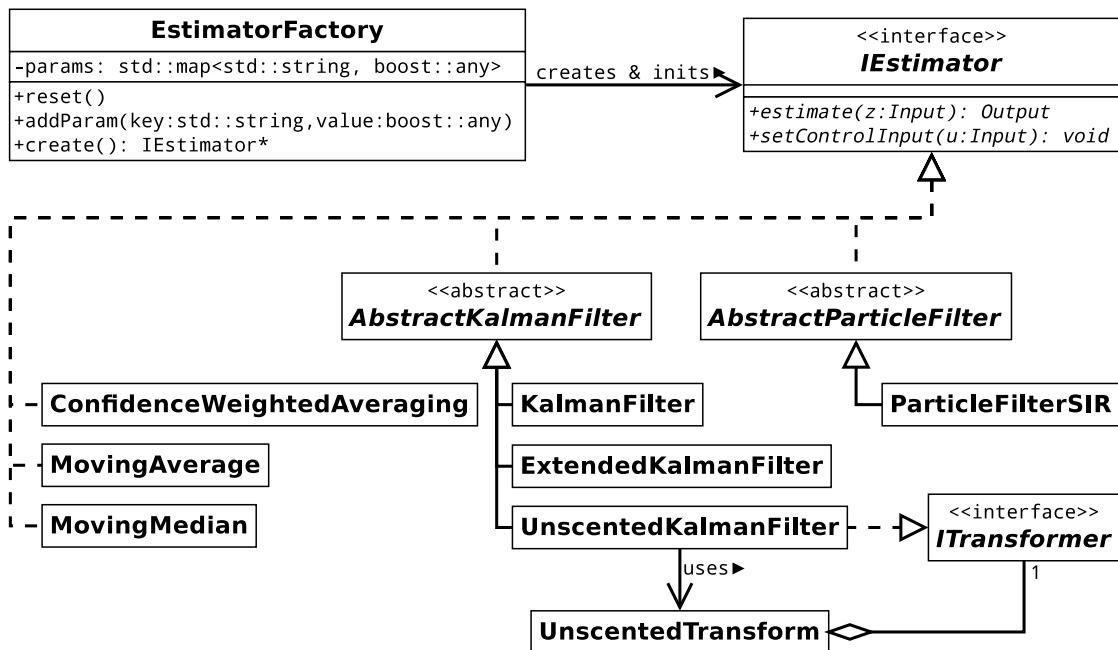 EstimatorFactory
-params: std::map<std::string, boost::any>
+reset()
+addParam(key:std::string,value:boost::any)
+create(): IEstimator*
creates & inits►
<<interface>>
IEstimator
+estimate(z:Input): Output
+setControlInput(u:Input): void
<<abstract>>
AbstractKalmanFilter
<<abstract>>
AbstractParticleFilter
ConfidenceWeightedAveraging
KalmanFilter
ParticleFilterSIR
MovingAverage
ExtendedKalmanFilter
MovingMedian
UnscentedKalmanFilter
<<interface>>
ITransformer
uses►
1
UnscentedTransform